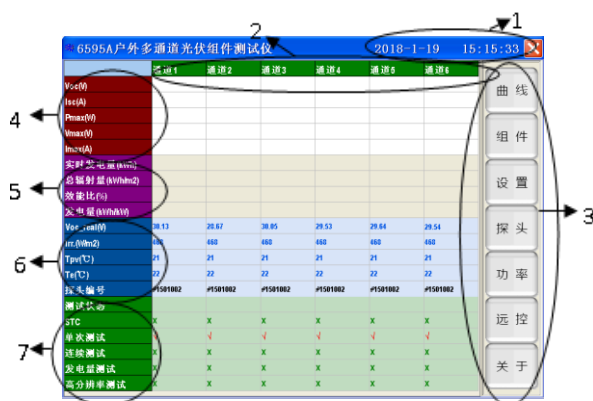 2
1
6595A户外多通道光伏组件测试仪 2018-1-19 15:15:33
通道1 通道2 通道3 通道4 通道5 通道6
Voc(V)
Isc(A)
Pmax(W)
Vmax(V)
Imax(A)
4
实时发电量(kWh)
总辐射量(kWh/m2)
效能比(%)
发电量(kWh/kW)
5
Voc_real(V) 30.13 28.67 30.05 29.53 29.64 29.54
Irr.(W/m2) 460 460 460 460 460 460
Tpv(℃) 21 21 21 21 21 21
Te(℃) 22 22 22 22 22 22
探头编号 #1501002 #1501002 #1501002 #1501002 #1501002 #1501002
6
测试状态
STC X X X X X X
单次测试 √ √ √ √ √
连续测试 X X X X X X
发电量测试 X X X X X X
高分辨率测试 X X X X X X
7
曲线
组件
设置
探头
功率
远控
关于
3